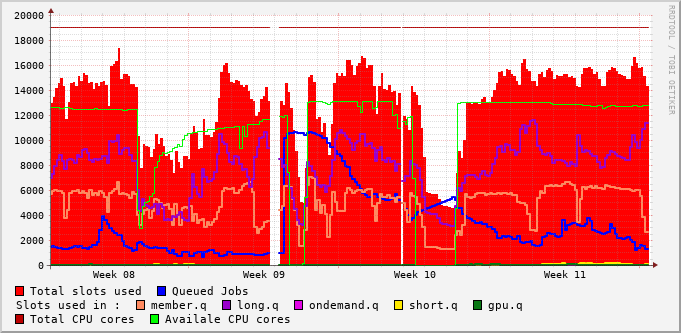 RRDTOOL / TOBI OETIKER
20000
18000
16000
14000
12000
10000
8000
6000
4000
2000
0
Week 08 Week 09 Week 10 Week 11
Total slots used Queued Jobs
Slots used in : member.q long.q ondemand.q short.q gpu.q
Total CPU cores Availale CPU cores